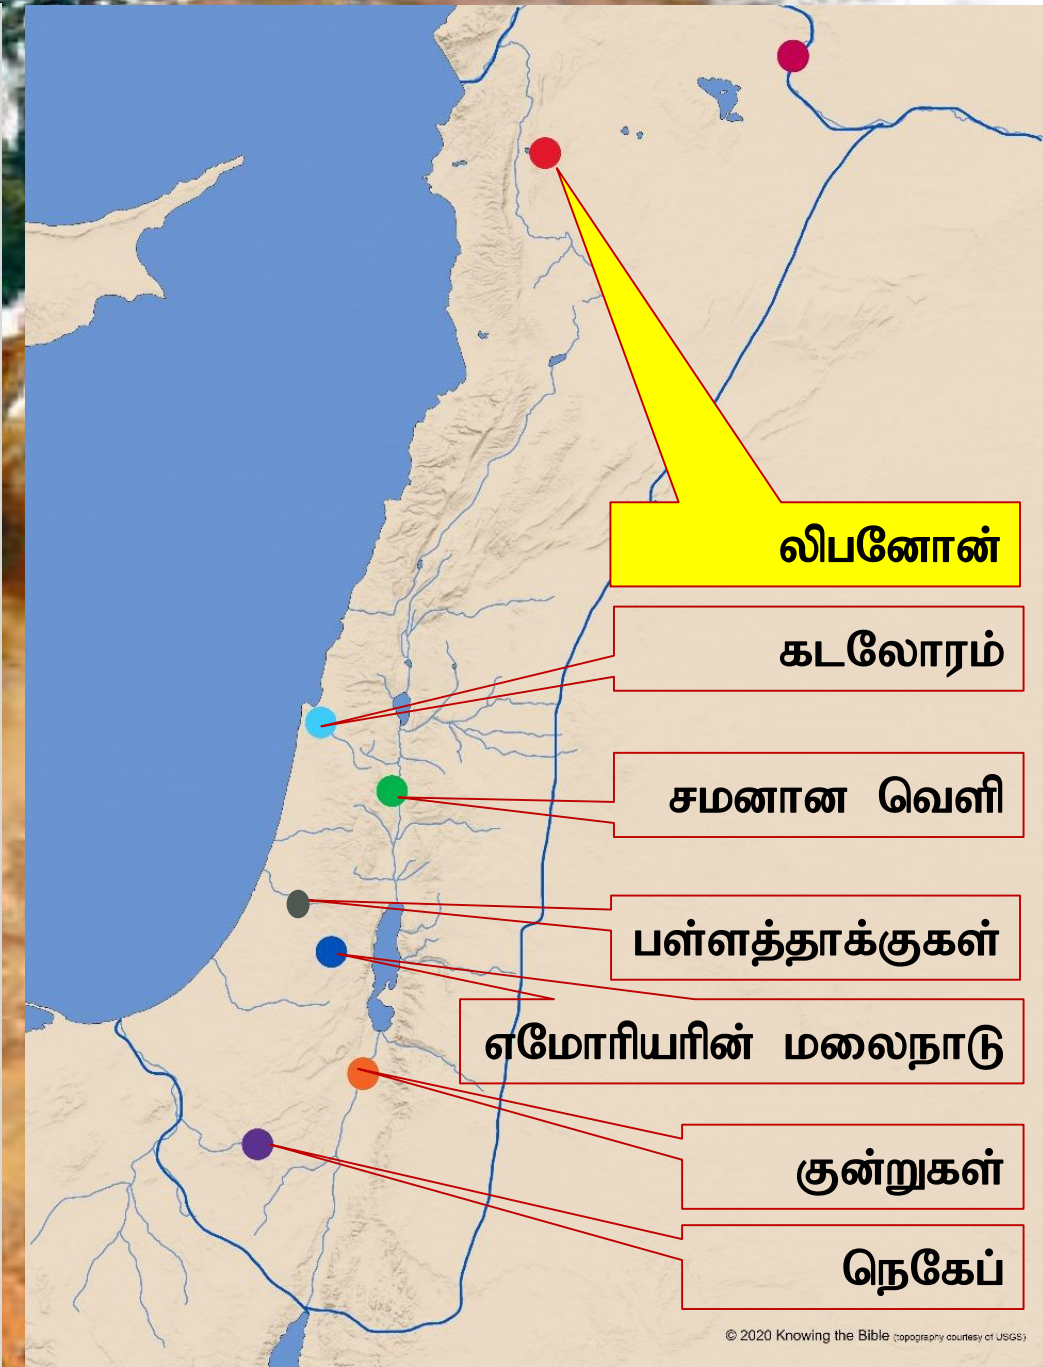 லிபனோன்
கடலோரம்
சமனான வெளி
பள்ளத்தாக்குகள்
எமோரியரின் மலைநாடு
குன்றுகள்
நெகேப்
© 2020 Knowing the Bible (topography courtesy of USGS)